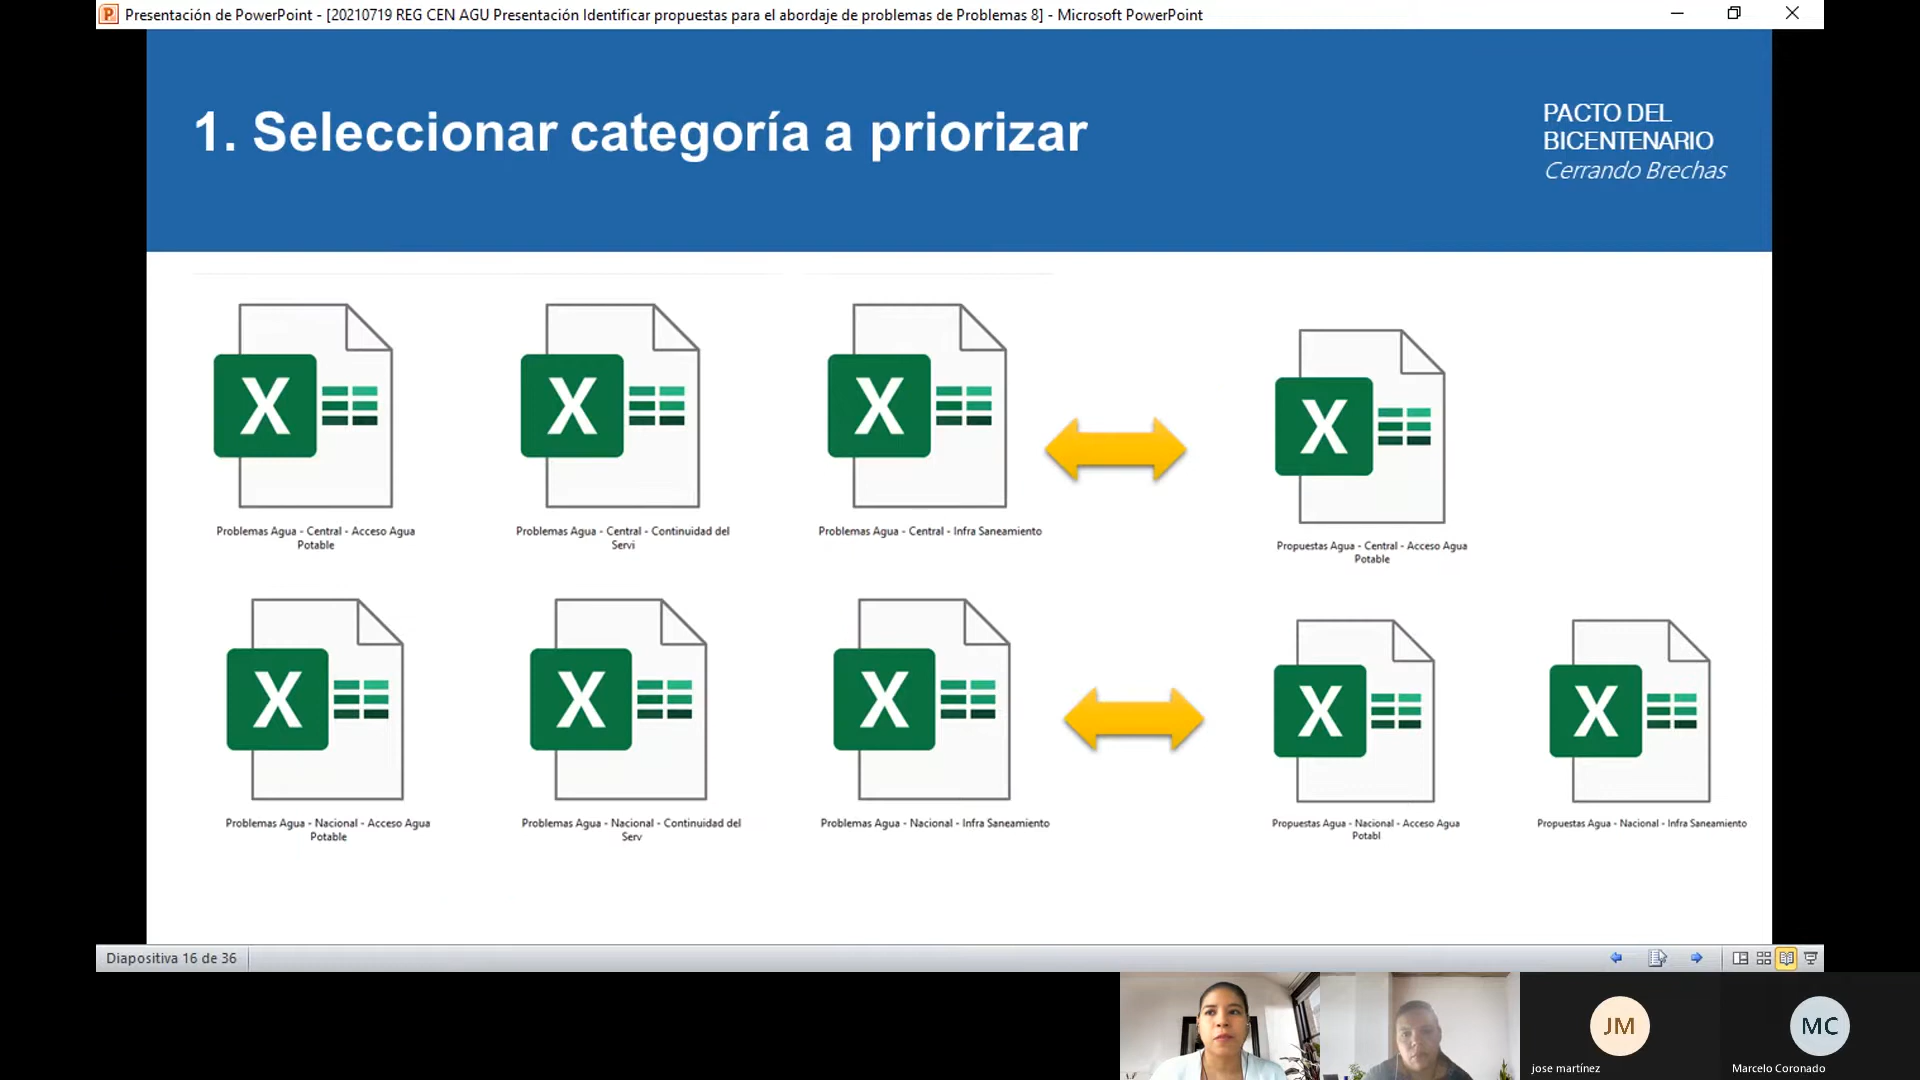 Presentación de PowerPoint - [20210719 REG CEN AGU Presentación Identificar propuestas para el abordaje de problemas de Problemas 8] - Microsoft PowerPoint
1. Seleccionar categoría a priorizar
PACTO DEL
BICENTENARIO
Cerrando Brechas
X
X
X
X
Problemas Agua - Central - Acceso Agua
Potable
Problemas Agua - Central - Continuidad del
Servi
Problemas Agua - Central - Infra Saneamiento
Propuestas Agua - Central - Acceso Agua
Potable
X
X
X
X
X
Problemas Agua - Nacional - Acceso Agua
Potable
Problemas Agua - Nacional - Continuidad del
Serv
Problemas Agua - Nacional - Infra Saneamiento
Propuestas Agua - Nacional - Acceso Agua
Potabl
Propuestas Agua - Nacional - Infra Saneamiento
Diapositiva 16 de 36
JM
jose martínez
MC
Marcelo Coronado